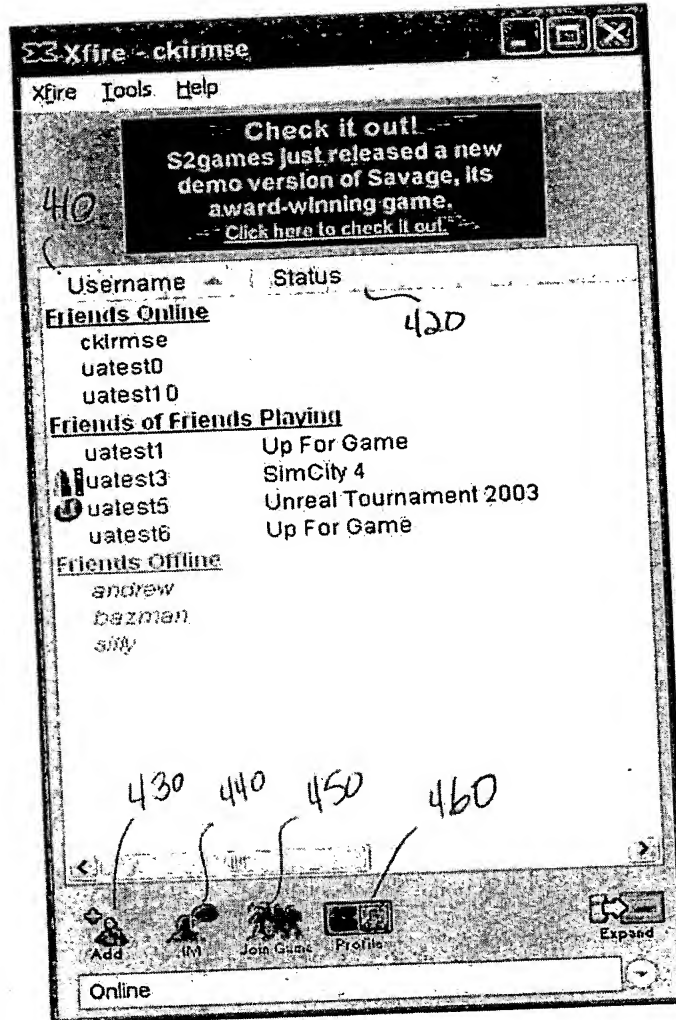 Xfire - ckirmse
Xfire Tools Help
Check it out!
S2games just released a new
demo version of Savage, its
award-winning game.
Click here to check it out.
410
Username Status
420
Friends Online
ckirmse
uatest0
uatest10
Friends of Friends Playing
uatest1 Up For Game
uatest3 SimCity 4
uatest5 Unreal Tournament 2003
uatest6 Up For Game
Friends Offline
andrew
bazman
silly
430 440 450 460
Add IM Join Game Profile Expand
Online